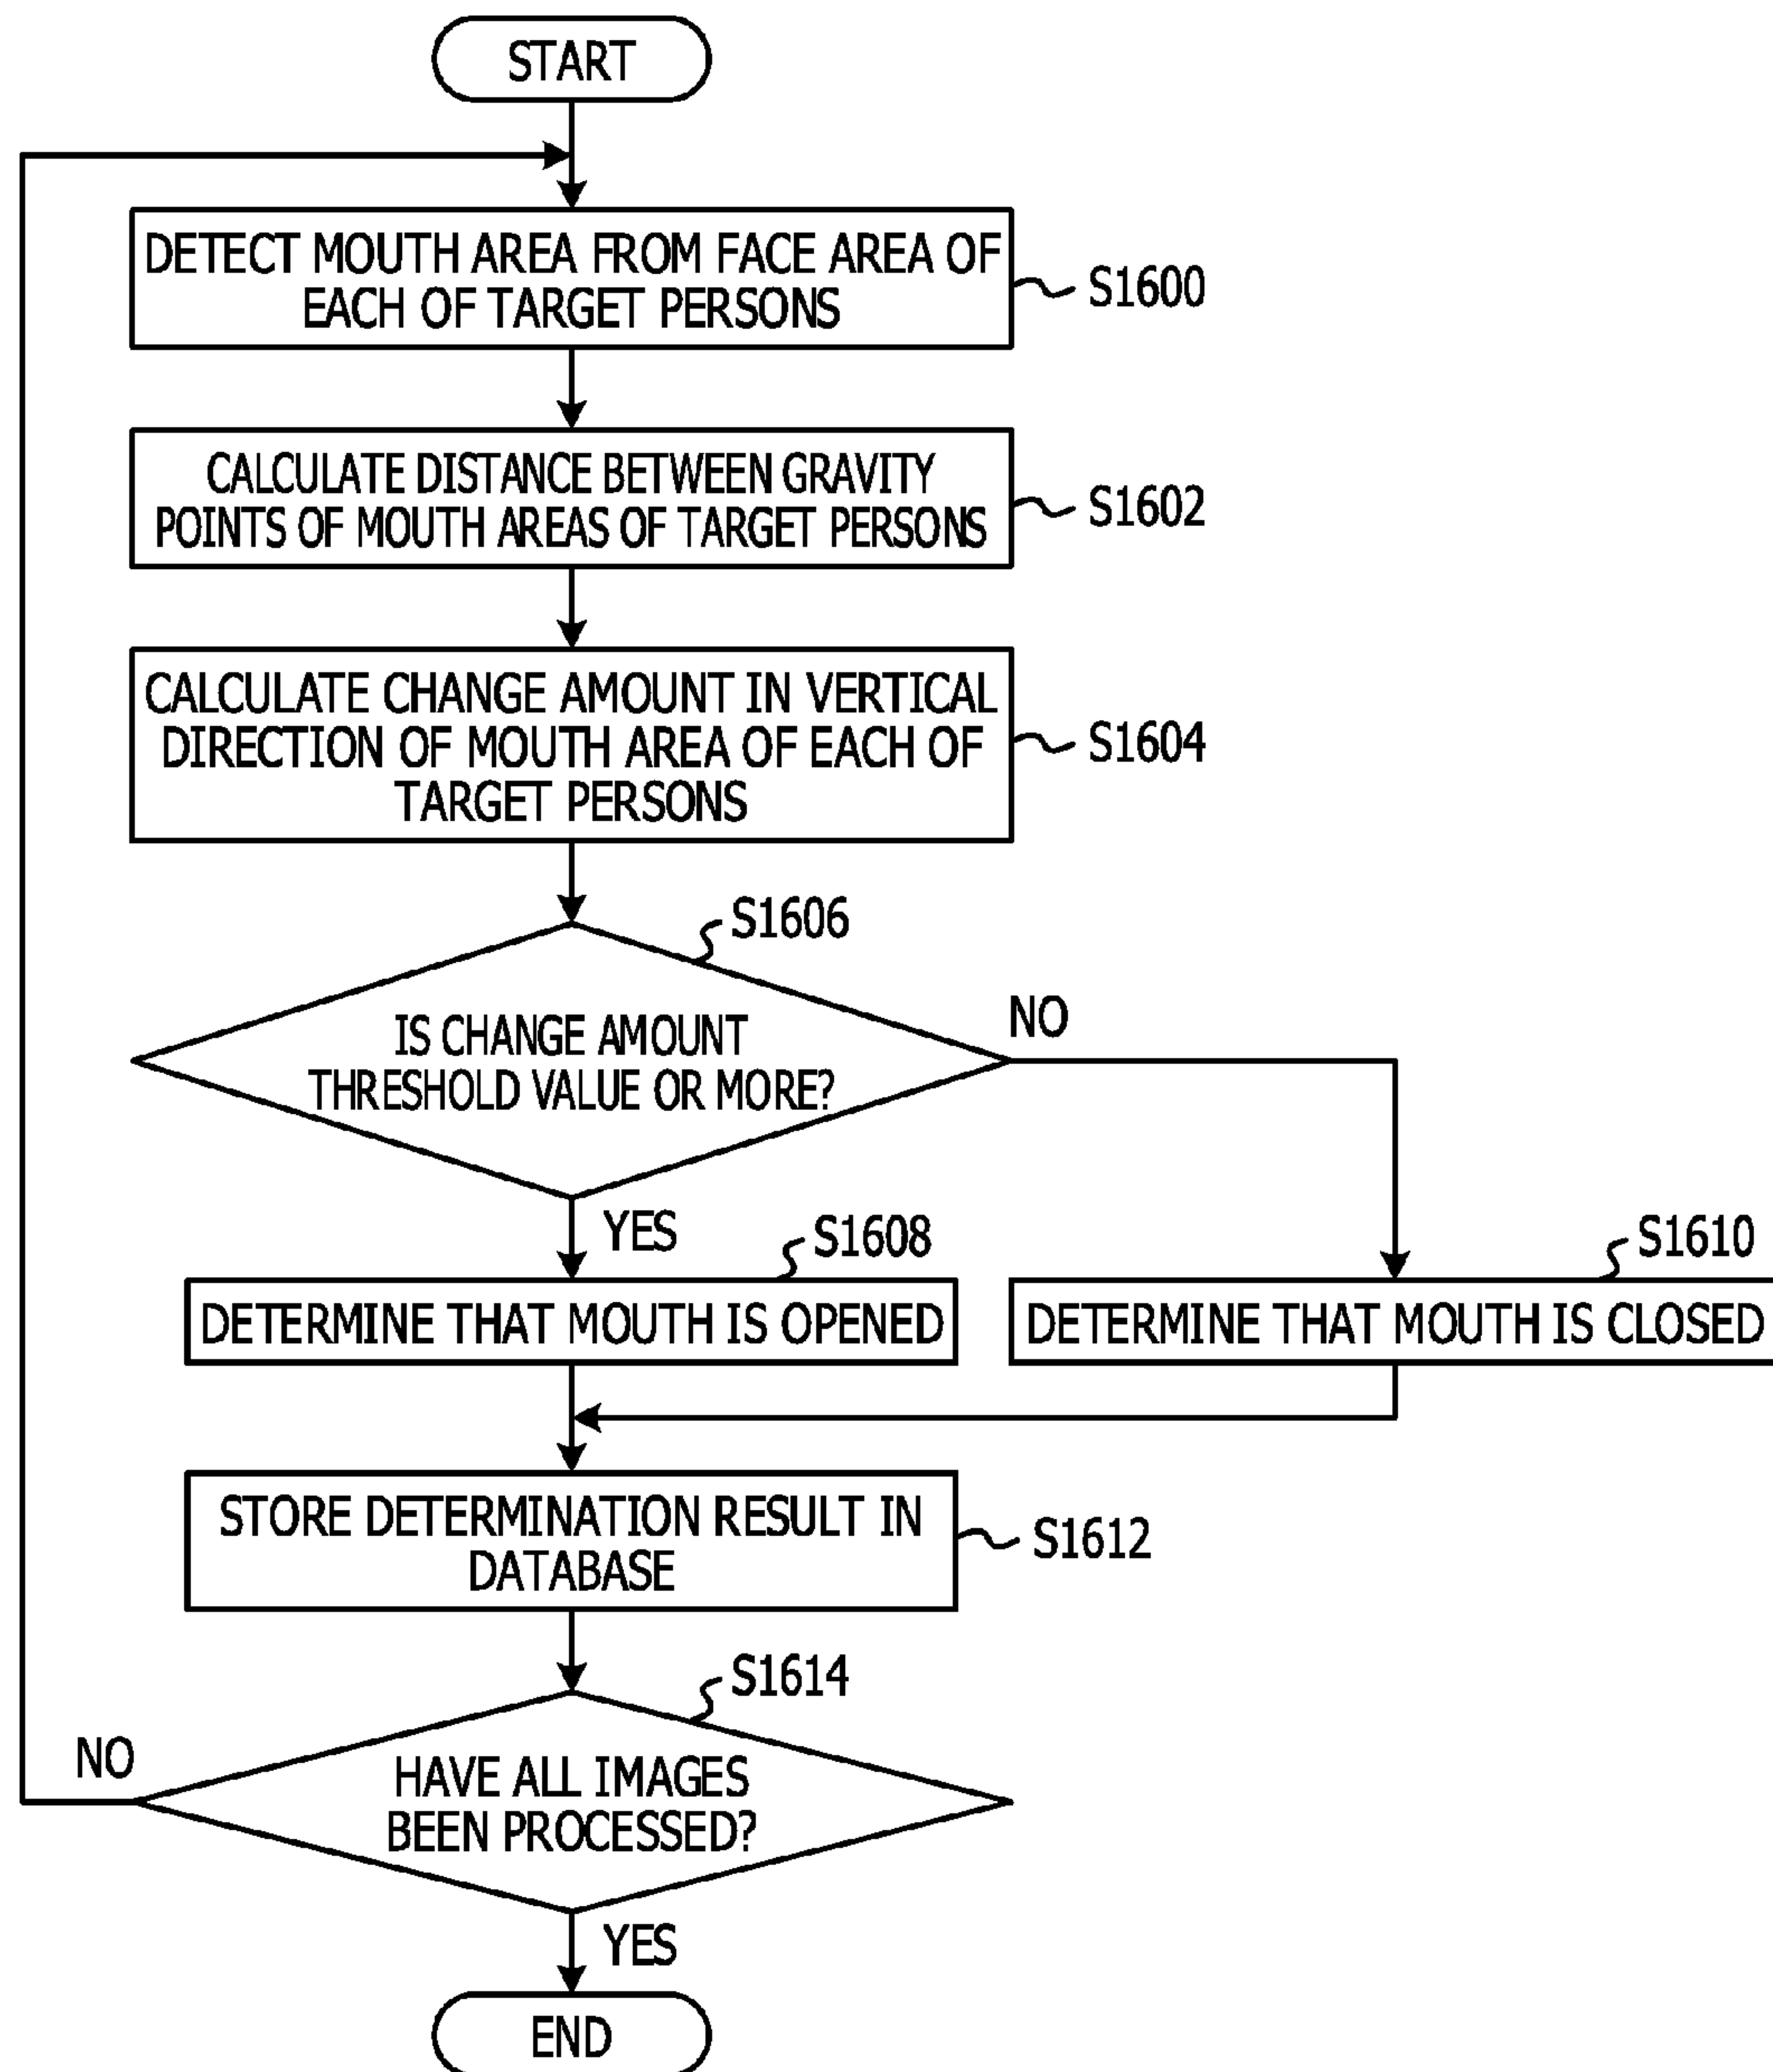 START
DETECT MOUTH AREA FROM FACE AREA OF
EACH OF TARGET PERSONS
S1600
CALCULATE DISTANCE BETWEEN GRAVITY
POINTS OF MOUTH AREAS OF TARGET PERSONS
S1602
CALCULATE CHANGE AMOUNT IN VERTICAL
DIRECTION OF MOUTH AREA OF EACH OF
TARGET PERSONS
S1604
S1606
IS CHANGE AMOUNT
THRESHOLD VALUE OR MORE?
NO
YES
S1608
S1610
DETERMINE THAT MOUTH IS OPENED
DETERMINE THAT MOUTH IS CLOSED
STORE DETERMINATION RESULT IN
DATABASE
S1612
S1614
NO
HAVE ALL IMAGES
BEEN PROCESSED?
YES
END